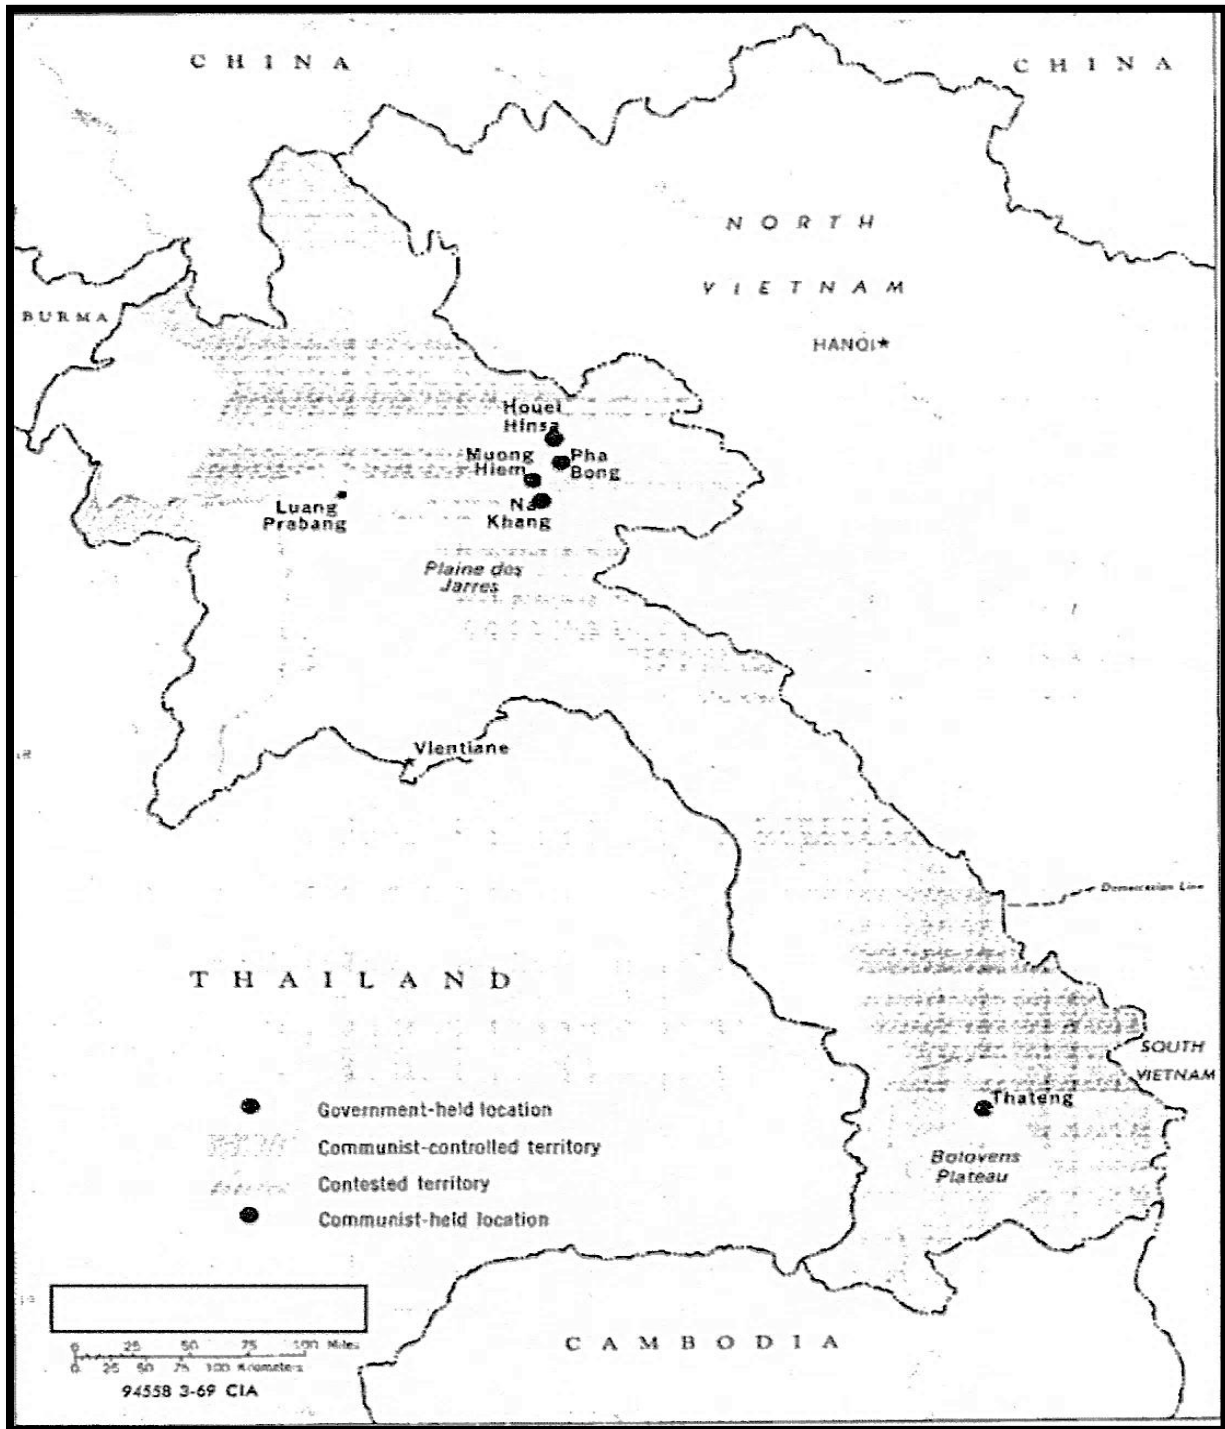 CHINA
CHINA
NORTH
VIETNAM
BURMA
HANOI
Houei
Hinsa
Muong
Hiem
Pha
Bong
Luang
Prabang
Na
Khang
Plaine des
Jarres
Vientiane
Demarcation Line
THAILAND
SOUTH
VIETNAM
Thateng
Bolovens
Plateau
Government-held location
Communist-controlled territory
Contested territory
Communist-held location
CAMBODIA
0 25 50 75 100 Miles
0 25 50 75 100 Kilometers
94558 3-69 CIA